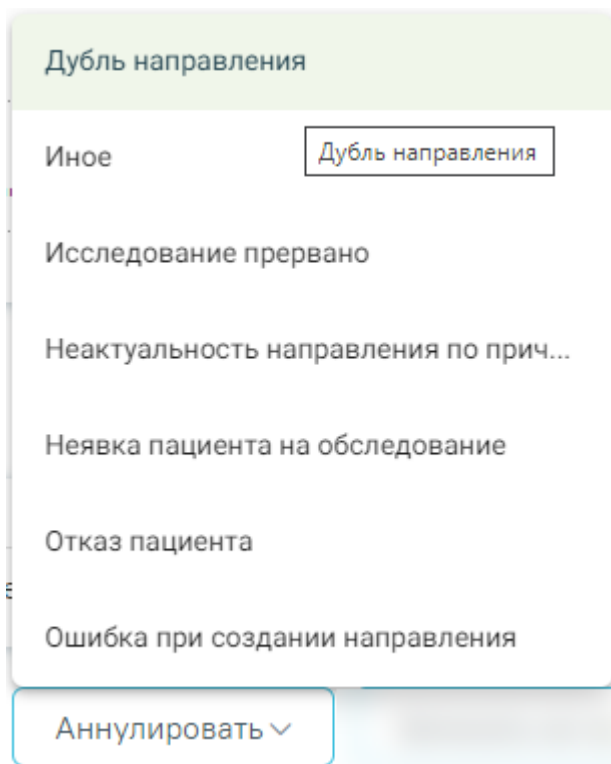 Дубль направления
Иное
Дубль направления
Исследование прервано
Неактуальность направления по прич...
Неявка пациента на обследование
Отказ пациента
Ошибка при создании направления
Аннулировать